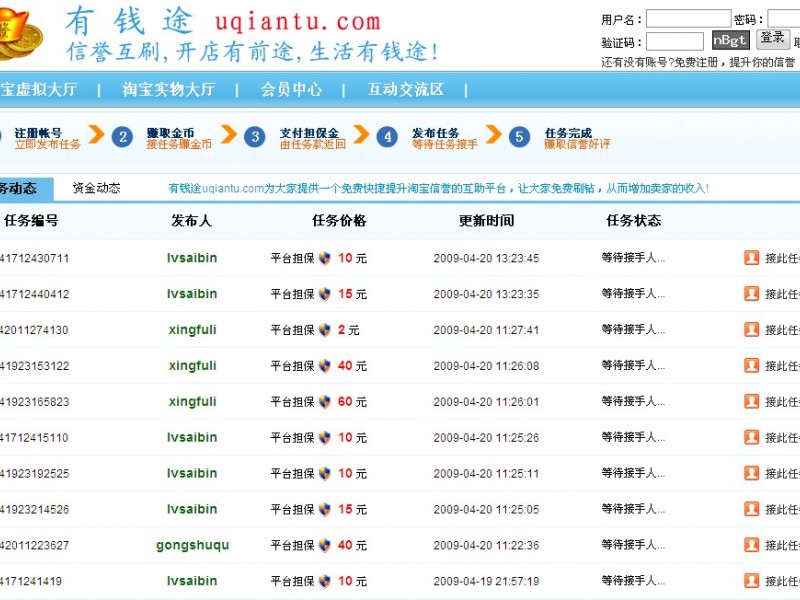 有钱途 uqiantu.com
信誉互刷,开店有前途,生活有钱途!
用户名: 密码:
验证码: nBgt 登录
还有没有账号?免费注册,提升你的信誉
宝虚拟大厅 | 淘宝实物大厅 | 会员中心 | 互动交流区 |
注册帐号 2 赚取金币 3 支付担保金 4 发布任务 5 任务完成
立即发布任务 接任务赚金币 由任务款返回 等待任务接手 赚取信誉好评
务动态 资金动态 有钱途uqiantu.com为大家提供一个免费快捷提升淘宝信誉的互助平台,让大家免费刷钻,从而增加卖家的收入!
任务编号 发布人 任务价格 更新时间 任务状态
41712430711 lvsaibin 平台担保 10 元 2009-04-20 13:23:45 等待接手人... 接此任
41712440412 lvsaibin 平台担保 15 元 2009-04-20 13:23:35 等待接手人... 接此任
42011274130 xingfuli 平台担保 2 元 2009-04-20 11:27:41 等待接手人... 接此任
41923153122 xingfuli 平台担保 40 元 2009-04-20 11:26:08 等待接手人... 接此任
41923165823 xingfuli 平台担保 60 元 2009-04-20 11:26:01 等待接手人... 接此任
41712415110 lvsaibin 平台担保 10 元 2009-04-20 11:25:26 等待接手人... 接此任
41923192525 lvsaibin 平台担保 10 元 2009-04-20 11:25:11 等待接手人... 接此任
41923214526 lvsaibin 平台担保 15 元 2009-04-20 11:25:05 等待接手人... 接此任
42011223627 gongshuqu 平台担保 40 元 2009-04-20 11:22:36 等待接手人... 接此任
4171241419 lvsaibin 平台担保 10 元 2009-04-19 21:57:19 等待接手人... 接此任